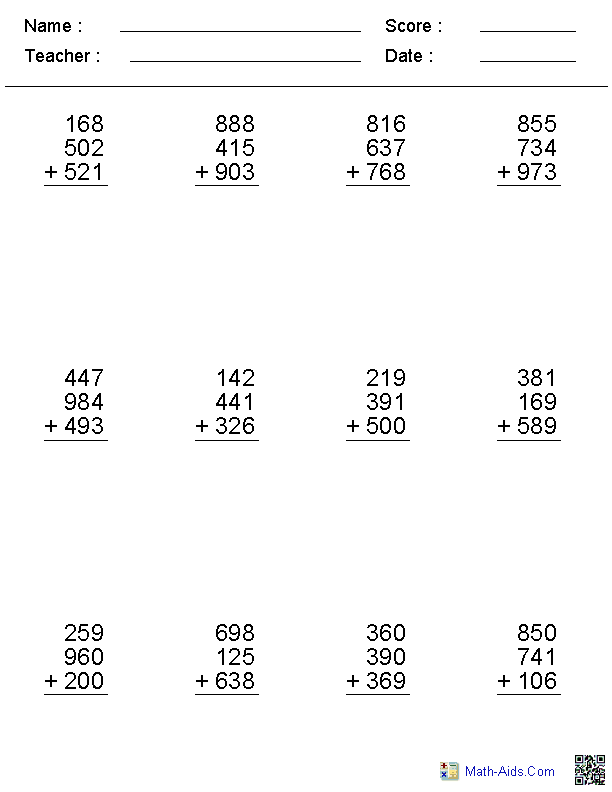 Name : Score :
Teacher : Date :
168 888 816 855
502 415 637 734
+ 521 + 903 + 768 + 973
447 142 219 381
984 441 391 169
+ 493 + 326 + 500 + 589
259 698 360 850
960 125 390 741
+ 200 + 638 + 369 + 106
Math-Aids.Com